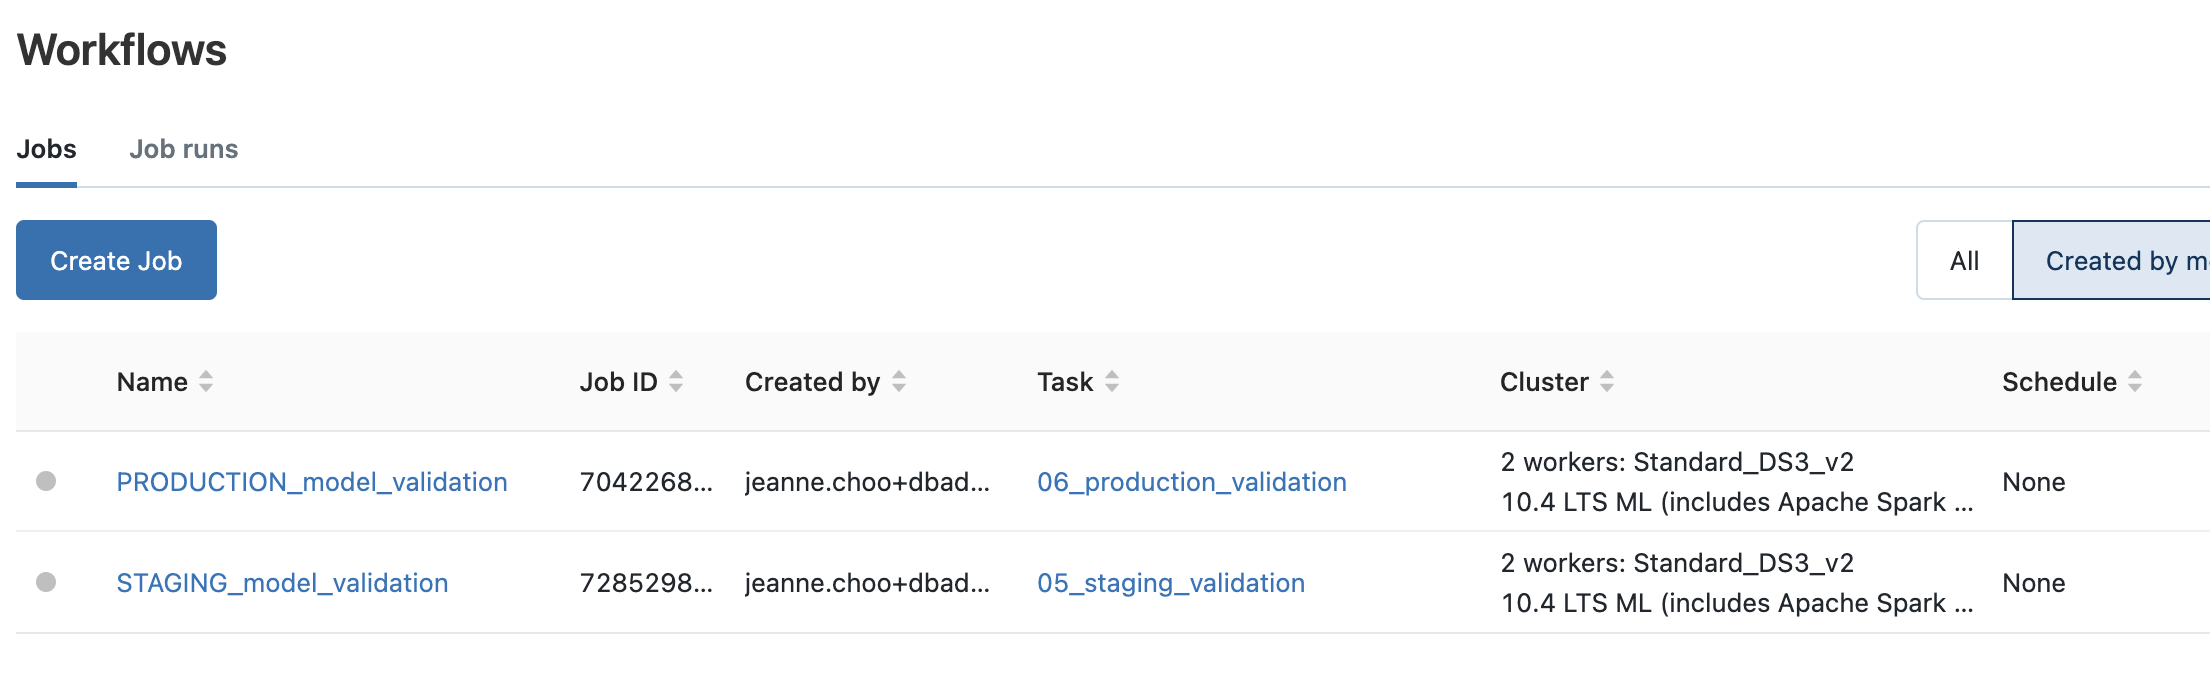 Workflows
Jobs Job runs
Create Job All Created by m
Name Job ID Created by Task Cluster Schedule
PRODUCTION_model_validation 7042268... jeanne.choo+dbad... 06_production_validation 2 workers: Standard_DS3_v2 None
10.4 LTS ML (includes Apache Spark ...
STAGING_model_validation 7285298... jeanne.choo+dbad... 05_staging_validation 2 workers: Standard_DS3_v2 None
10.4 LTS ML (includes Apache Spark ...